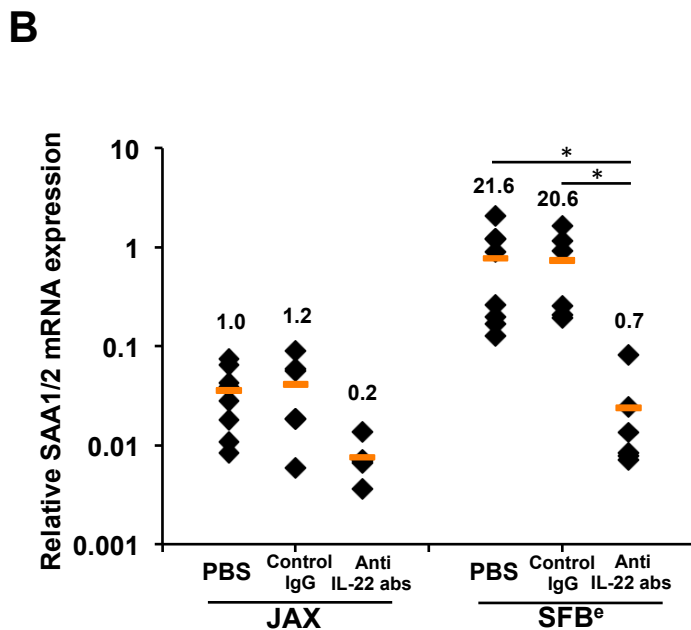 B
Relative SAA1/2 mRNA expression
10
1
0.1
0.01
0.001
1.0
1.2
0.2
21.6
20.6
0.7
*
*
PBS
Control
IgG
Anti
IL-22 abs
PBS
Control
IgG
Anti
IL-22 abs
JAX
SFBᵉ